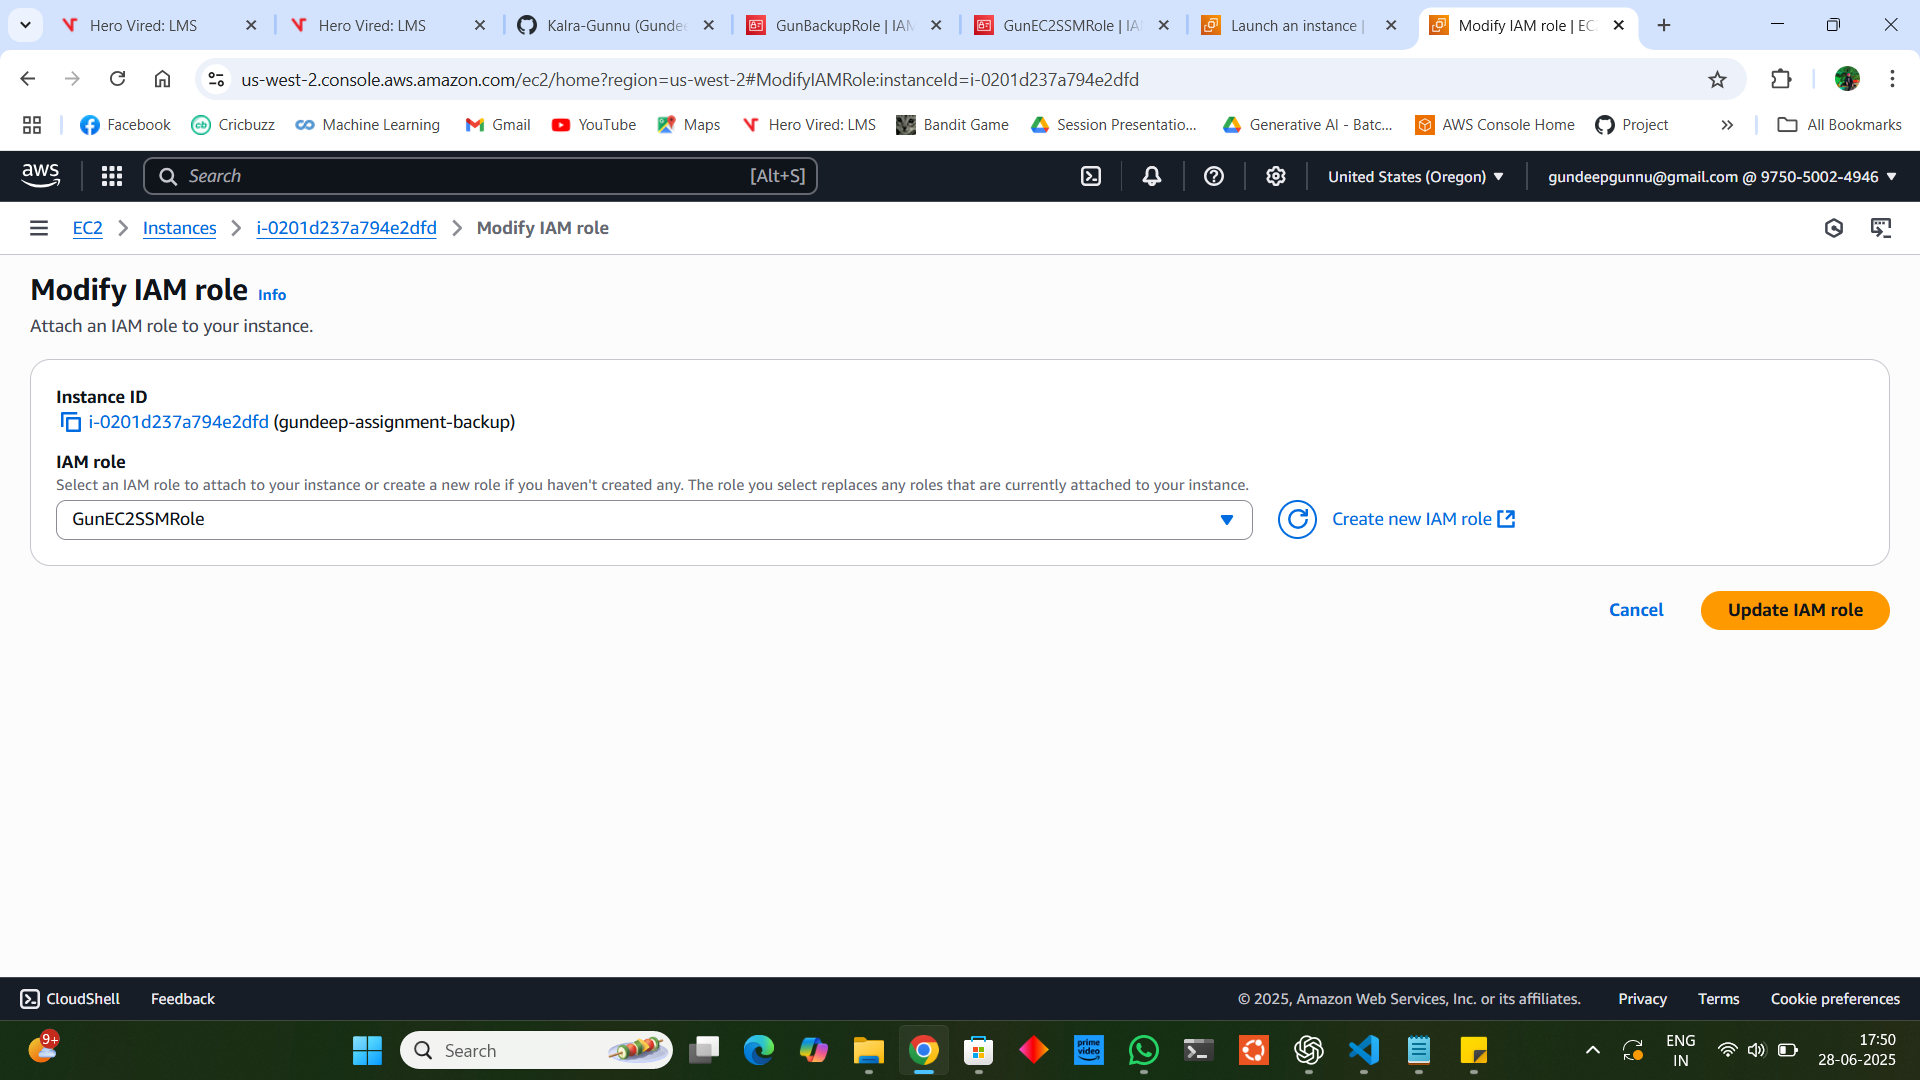 Hero Vired: LMS
Hero Vired: LMS
Kalra-Gunnu (Gundee
GunBackupRole | IAM
GunEC2SSMRole | IA
Launch an instance |
Modify IAM role | EC
us-west-2.console.aws.amazon.com/ec2/home?region=us-west-2#ModifyIAMRole:instanceId=i-0201d237a794e2dfd
Facebook
Cricbuzz
Machine Learning
Gmail
YouTube
Maps
Hero Vired: LMS
Bandit Game
Session Presentatio...
Generative AI - Batc...
AWS Console Home
Project
All Bookmarks
aws
Search
[Alt+S]
United States (Oregon)
gundeepgunnu@gmail.com @ 9750-5002-4946
EC2
Instances
i-0201d237a794e2dfd
Modify IAM role
Modify IAM role Info
Attach an IAM role to your instance.
Instance ID
i-0201d237a794e2dfd (gundeep-assignment-backup)
IAM role
Select an IAM role to attach to your instance or create a new role if you haven't created any. The role you select replaces any roles that are currently attached to your instance.
GunEC2SSMRole
Create new IAM role
Cancel
Update IAM role
CloudShell
Feedback
© 2025, Amazon Web Services, Inc. or its affiliates.
Privacy
Terms
Cookie preferences
9+
Search
prime video
ENG
IN
17:50
28-06-2025